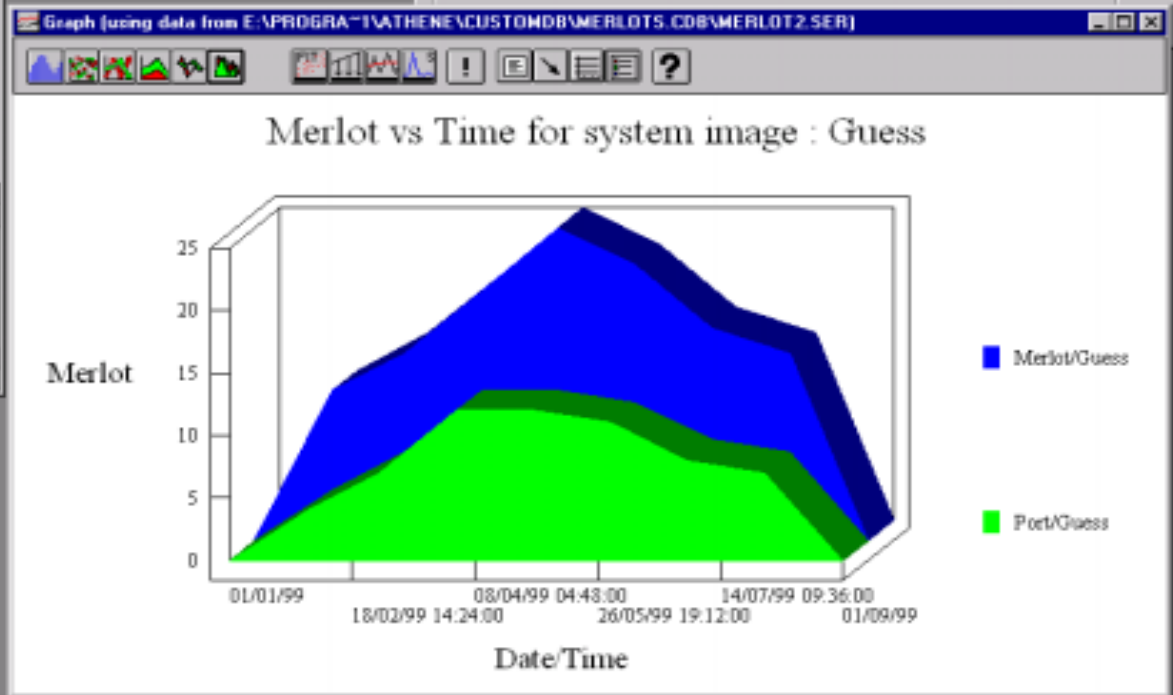 Graph (using data from E:\PROGRA~1\ATHENE\CUSTOMDB\MERLOTS.CDB\MERLOT2.SER)
! ?
Merlot vs Time for system image : Guess
25
20
15
10
5
0
Merlot
Merlot/Guess
Port/Guess
01/01/99 08/04/99 04:48:00 14/07/99 09:36:00
18/02/99 14:24:00 26/05/99 19:12:00 01/09/99
Date/Time